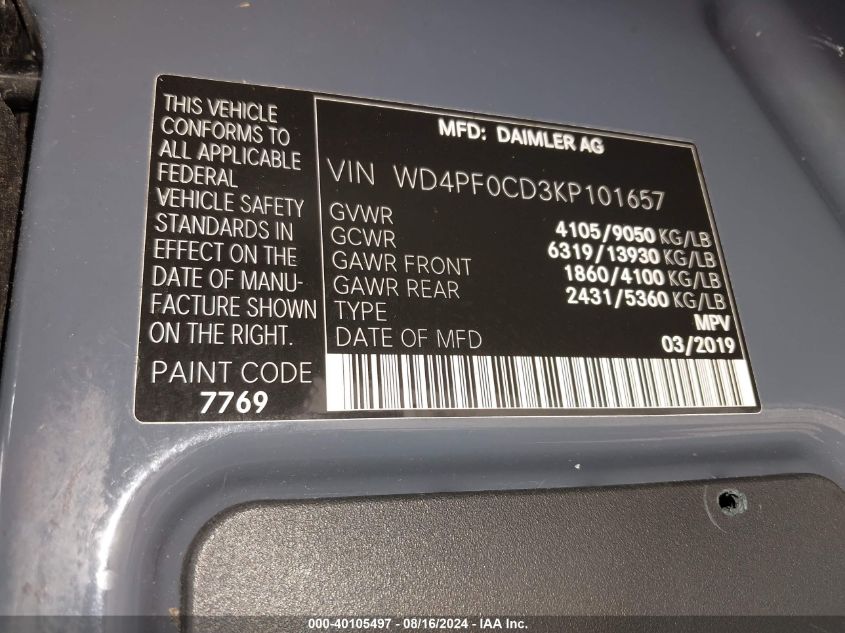 THIS VEHICLE
CONFORMS TO
ALL APPLICABLE
FEDERAL
VEHICLE SAFETY
STANDARDS IN
EFFECT ON THE
DATE OF MANU-
FACTURE SHOWN
ON THE RIGHT.
PAINT CODE
7769
MFD: DAIMLER AG
VIN WD4PF0CD3KP101657
GVWR 4105/9050 KG/LB
GCWR 6319/13930 KG/LB
GAWR FRONT 1860/4100 KG/LB
GAWR REAR 2431/5360 KG/LB
TYPE MPV
DATE OF MFD 03/2019
000-40105497 - 08/16/2024 - IAA Inc.